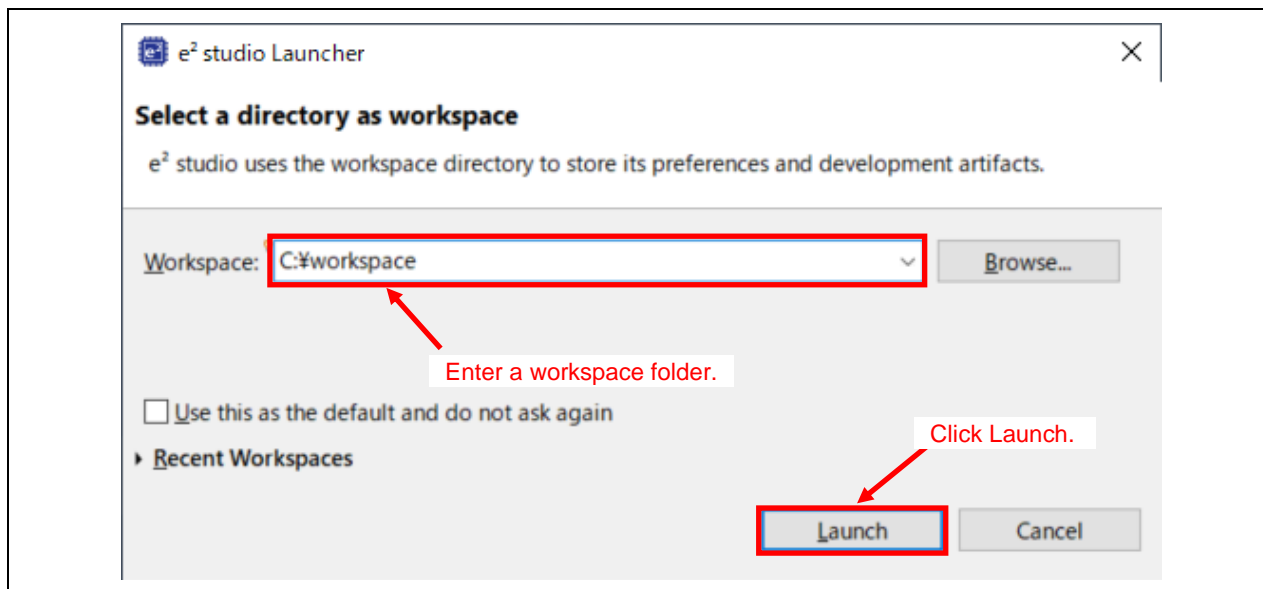 e² studio Launcher
Select a directory as workspace
e² studio uses the workspace directory to store its preferences and development artifacts.
Workspace: C:¥workspace Browse...
Enter a workspace folder.
Use this as the default and do not ask again
Click Launch.
Recent Workspaces
Launch Cancel